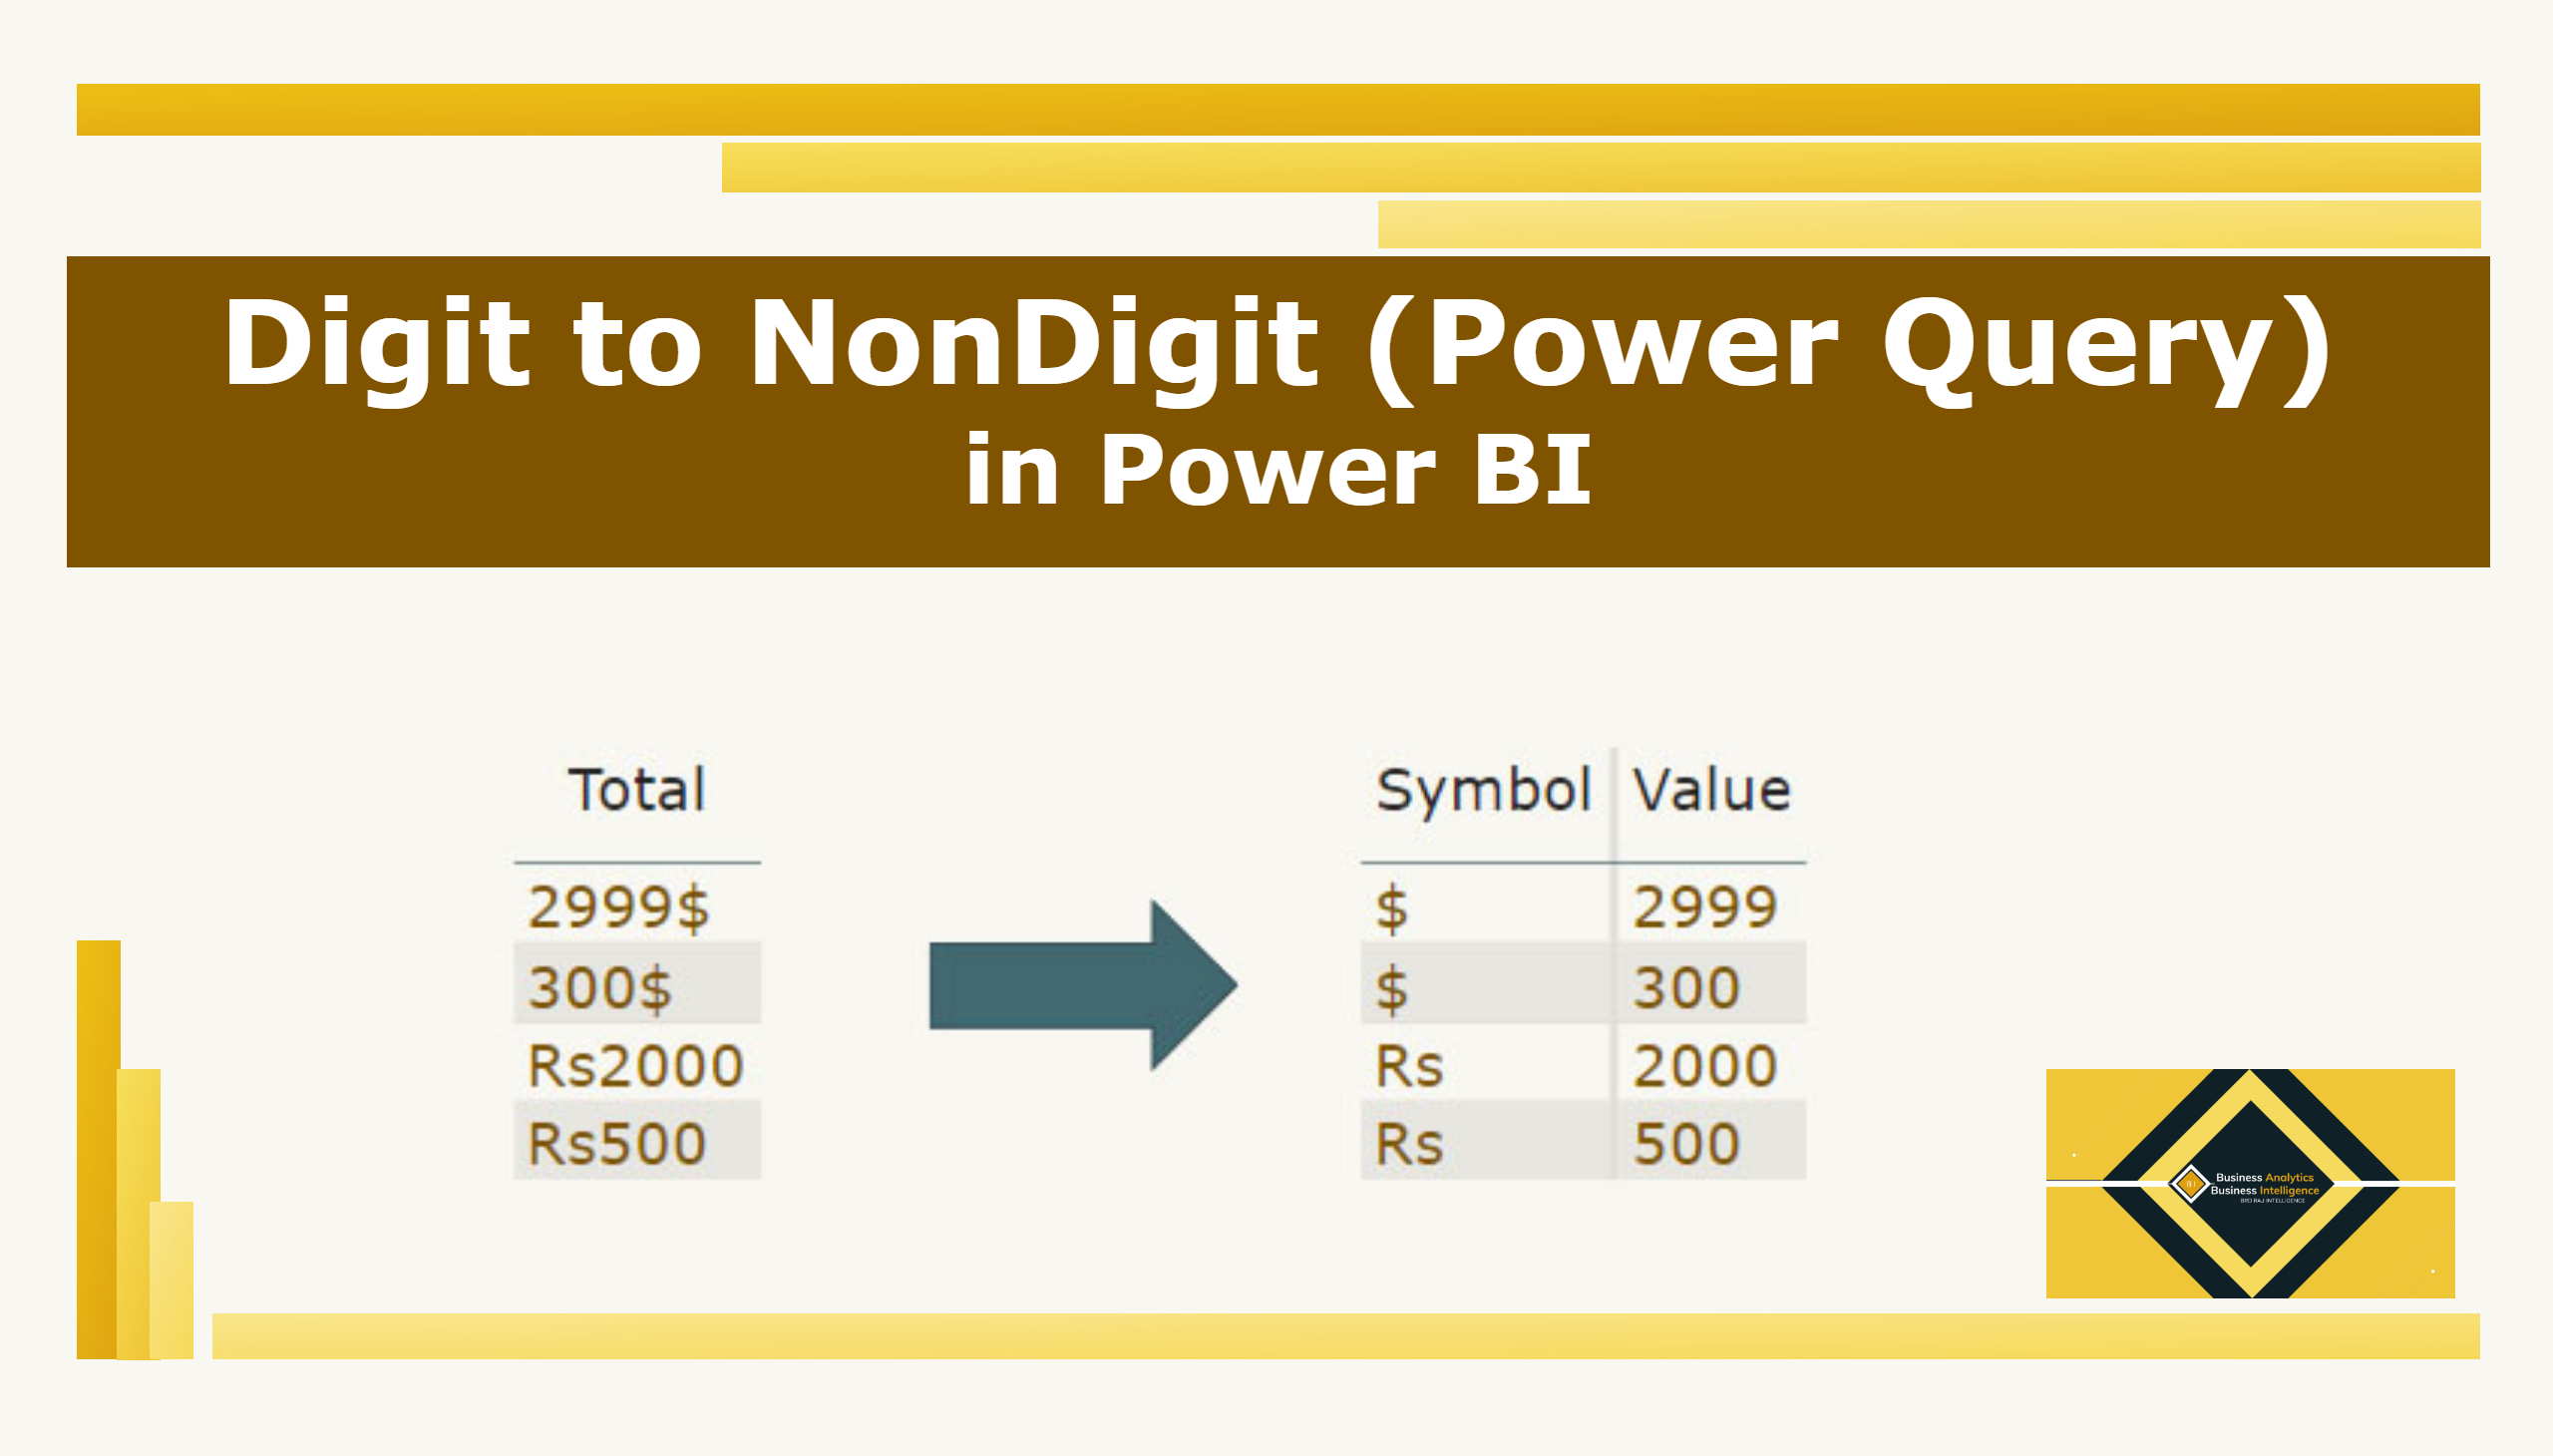 Digit to NonDigit (Power Query)
in Power BI
Total
2999$
300$
Rs2000
Rs500
Symbol Value
$ 2999
$ 300
Rs 2000
Rs 500
Business Analytics
Business Intelligence